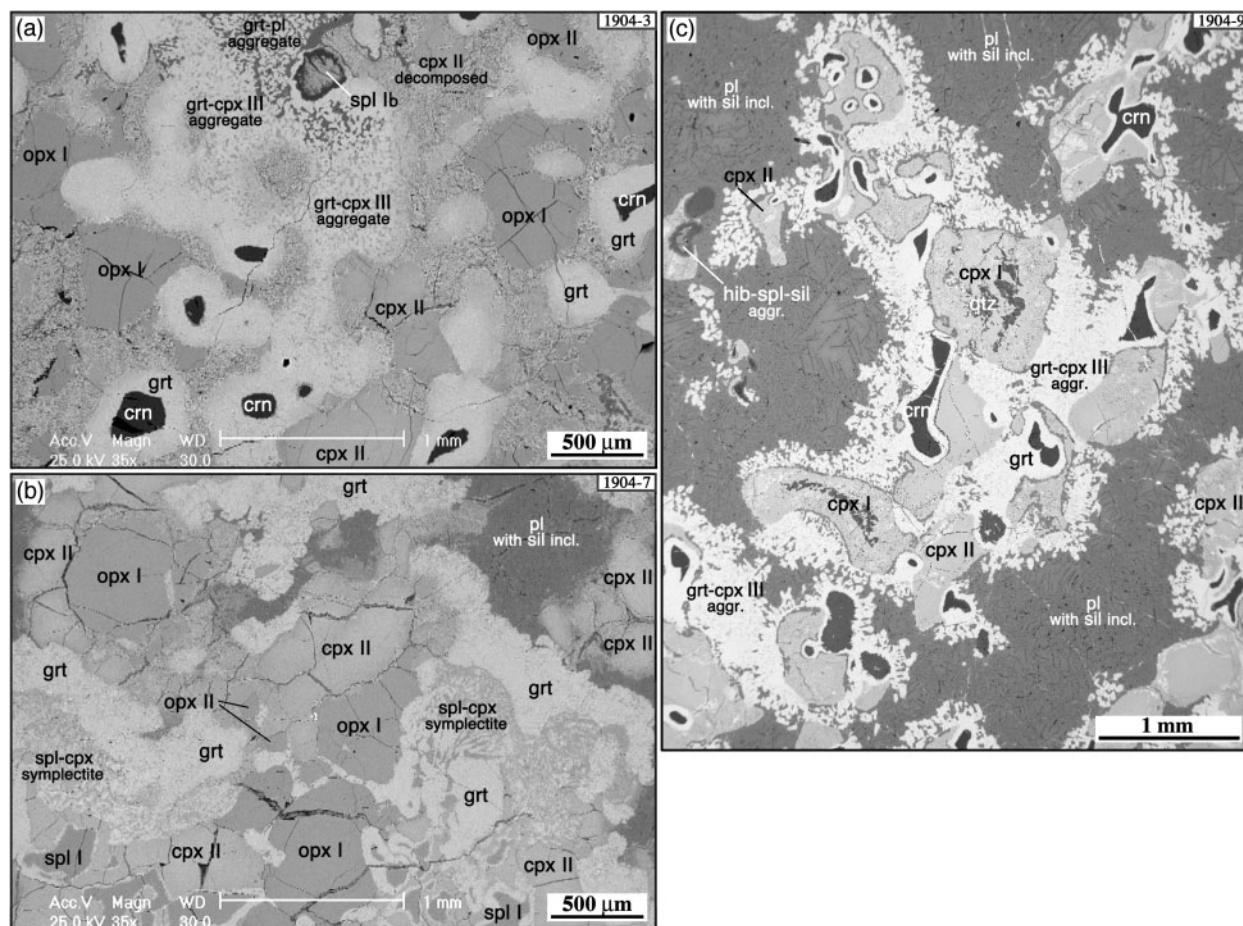 (a)
1904-3
grt-pl
aggregate
opx II
cpx II
decomposed
spl Ib
grt-cpx III
aggregate
opx I
grt-cpx III
aggregate
opx I
crn
grt
opx I
grt
cpx II
grt
crn
crn
Acc.V Magn WD
25.0 kV 35x 30.0
1 mm
500 µm
cpx II
(b)
1904-7
grt
pl
with sil incl.
cpx II
opx I
cpx II
cpx II
cpx II
grt
grt
opx II
spl-cpx
symplectite
opx I
grt
spl-cpx
symplectite
grt
spl I
cpx II
opx I
cpx II
Acc.V Magn WD
25.0 kV 35x 30.0
1 mm
500 µm
spl I
(c)
1904-9
pl
with sil incl.
pl
with sil incl.
crn
cpx II
cpx I
qtz
hib-spl-sil
aggr.
grt-cpx III
aggr.
crn
grt
cpx I
cpx II
cpx II
grt-cpx III
aggr.
pl
with sil incl.
1 mm